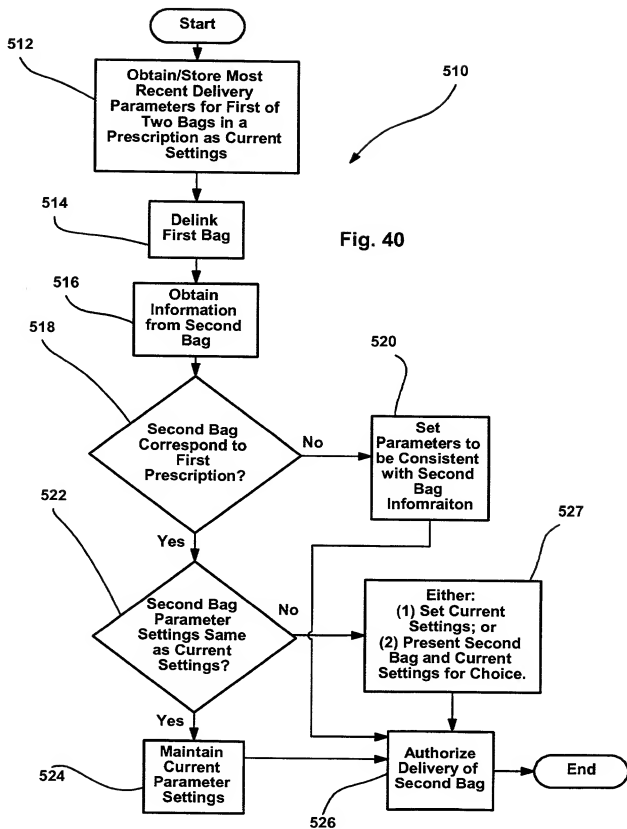 Start
512
Obtain/Store Most
Recent Delivery
Parameters for First of
Two Bags in a
Prescription as Current
Settings
510
514
Delink
First Bag
Fig. 40
516
Obtain
Information
from Second
Bag
518
Second Bag
Correspond to
First
Prescription?
No
520
Set
Parameters to
be Consistent
with Second
Bag
Infomraiton
Yes
522
Second Bag
Parameter
Settings Same
as Current
Settings?
No
527
Either:
(1) Set Current
Settings; or
(2) Present Second
Bag and Current
Settings for Choice.
Yes
524
Maintain
Current
Parameter
Settings
Authorize
Delivery of
Second Bag
526
End